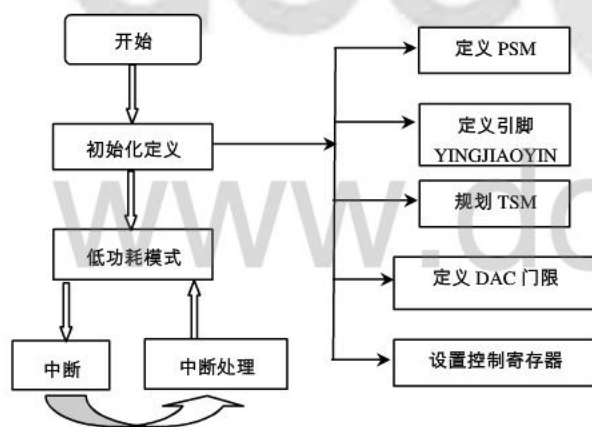 开始
初始化定义
低功耗模式
中断
中断处理
定义 PSM
定义引脚
YINGJIAOYIN
规划 TSM
定义 DAC 门限
设置控制寄存器
www.do